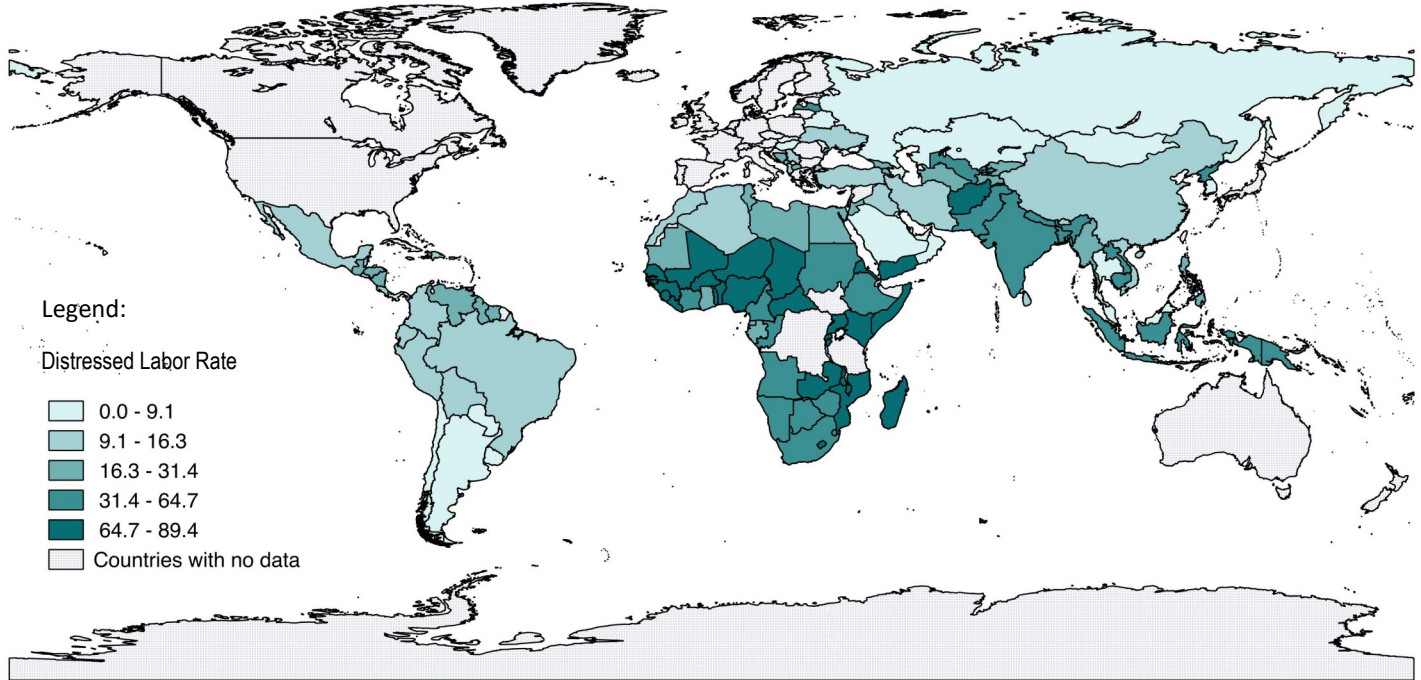 Legend:
Distressed Labor Rate
0.0 - 9.1
9.1 - 16.3
16.3 - 31.4
31.4 - 64.7
64.7 - 89.4
Countries with no data